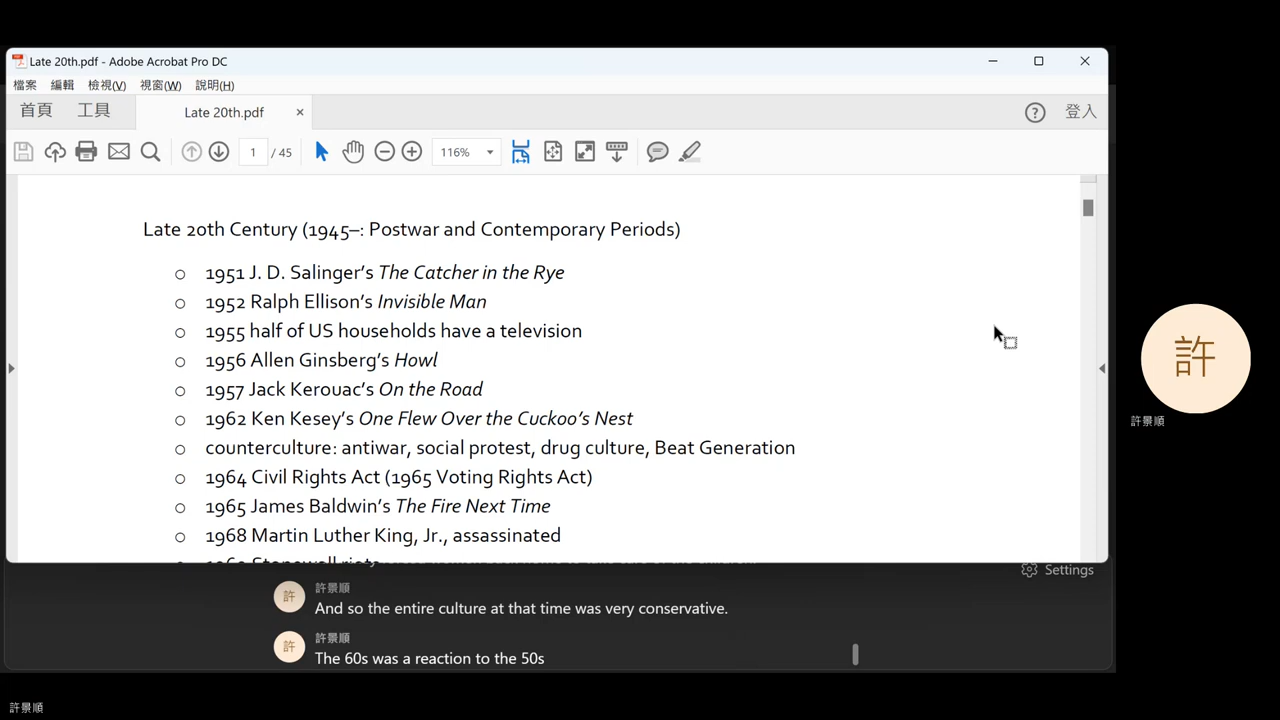 Late 20th.pdf - Adobe Acrobat Pro DC
檔案 編輯 檢視(V) 視窗(W) 說明(H)
首頁 工具 Late 20th.pdf × 登入
1 / 45 116%
Late 20th Century (1945–: Postwar and Contemporary Periods)
1951 J. D. Salinger’s The Catcher in the Rye
1952 Ralph Ellison’s Invisible Man
1955 half of US households have a television
1956 Allen Ginsberg’s Howl
1957 Jack Kerouac’s On the Road
1962 Ken Kesey’s One Flew Over the Cuckoo’s Nest
counterculture: antiwar, social protest, drug culture, Beat Generation
1964 Civil Rights Act (1965 Voting Rights Act)
1965 James Baldwin’s The Fire Next Time
1968 Martin Luther King, Jr., assassinated
1969 Stonewall riots
Settings
許景順
許
And so the entire culture at that time was very conservative.
許景順
許
The 60s was a reaction to the 50s
許
許景順
許景順